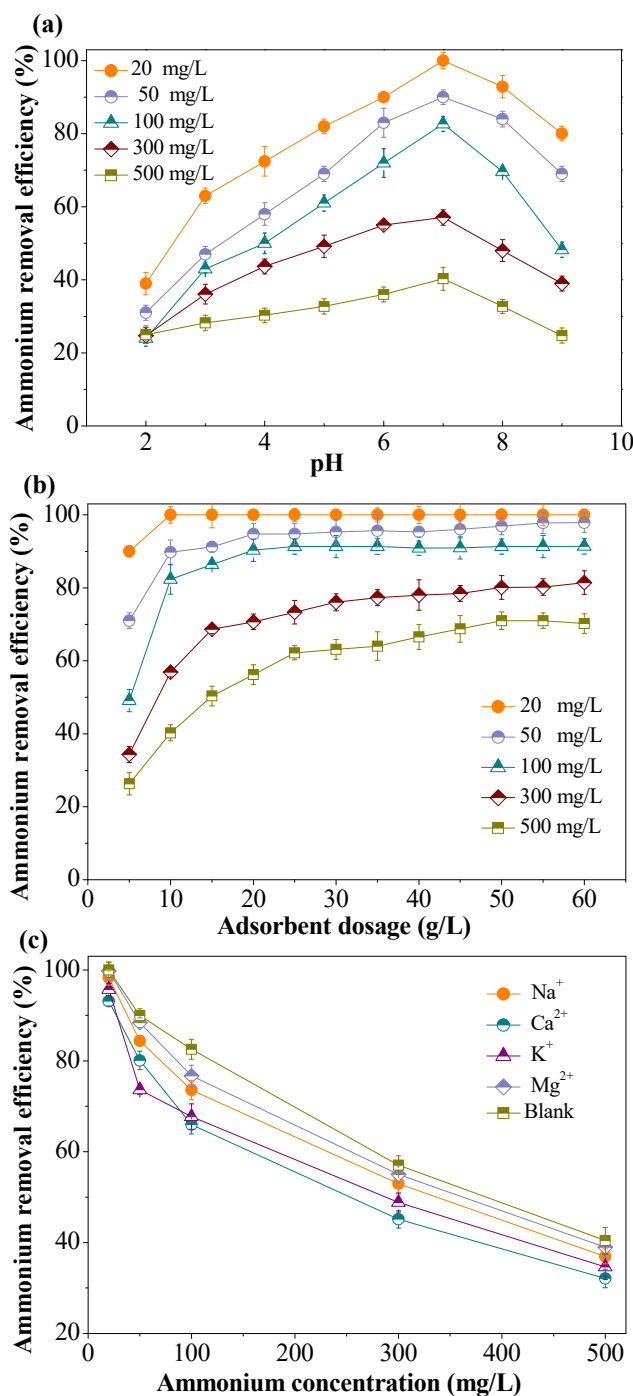 (a)
Ammonium removal efficiency (%)
100
80
60
40
20
0
20 mg/L
50 mg/L
100 mg/L
300 mg/L
500 mg/L
2 4 6 8 10
pH
(b)
Ammonium removal efficiency (%)
100
80
60
40
20
0
20 mg/L
50 mg/L
100 mg/L
300 mg/L
500 mg/L
0 10 20 30 40 50 60
Adsorbent dosage (g/L)
(c)
Ammonium removal efficiency (%)
100
80
60
40
20
Na⁺
Ca²⁺
K⁺
Mg²⁺
Blank
0 100 200 300 400 500
Ammonium concentration (mg/L)